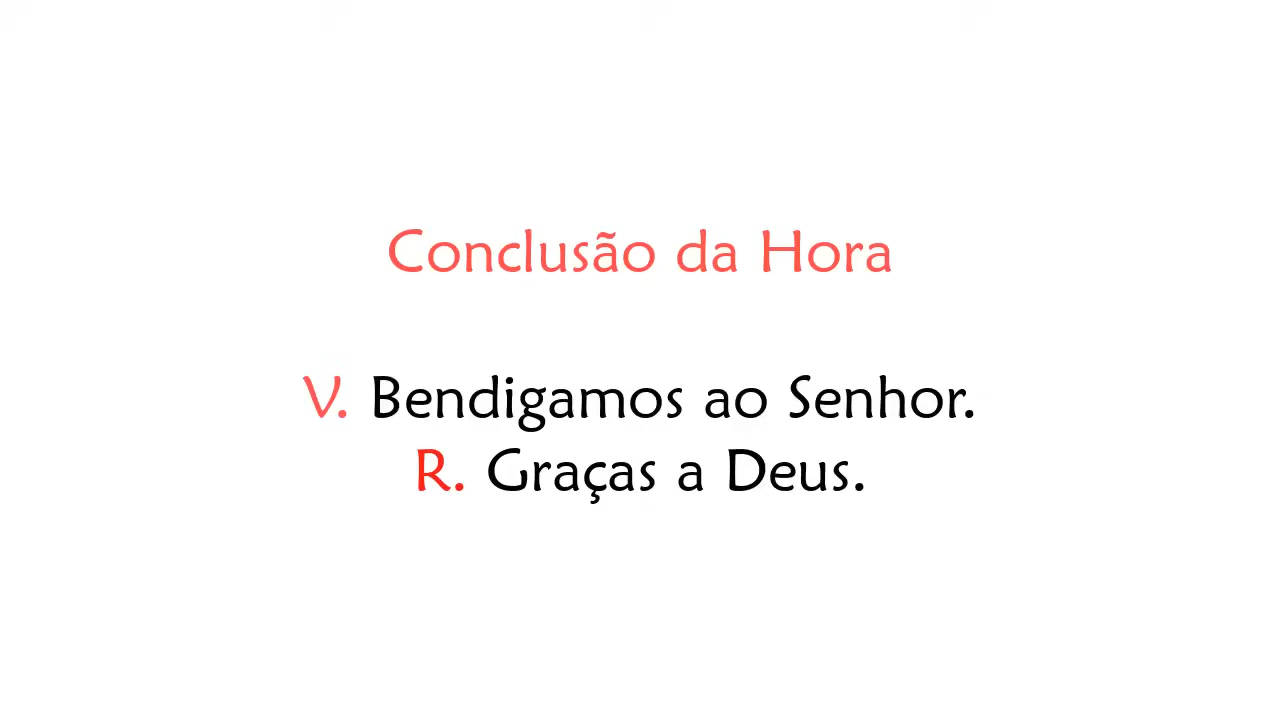 Conclusão da Hora
V. Bendigamos ao Senhor.
R. Graças a Deus.